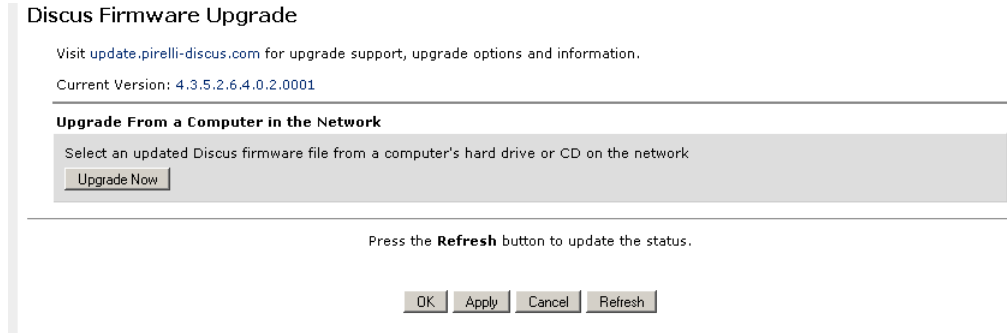 Discus Firmware Upgrade
Visit update.pirelli-discus.com for upgrade support, upgrade options and information.
Current Version: 4.3.5.2.6.4.0.2.0001
Upgrade From a Computer in the Network
Select an updated Discus firmware file from a computer's hard drive or CD on the network
Upgrade Now
Press the Refresh button to update the status.
OK Apply Cancel Refresh